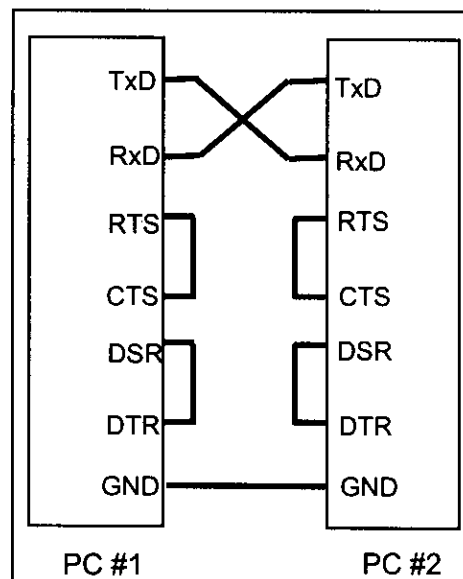 TxD TxD
RxD RxD
RTS RTS
CTS CTS
DSR DSR
DTR DTR
GND GND
PC #1 PC #2